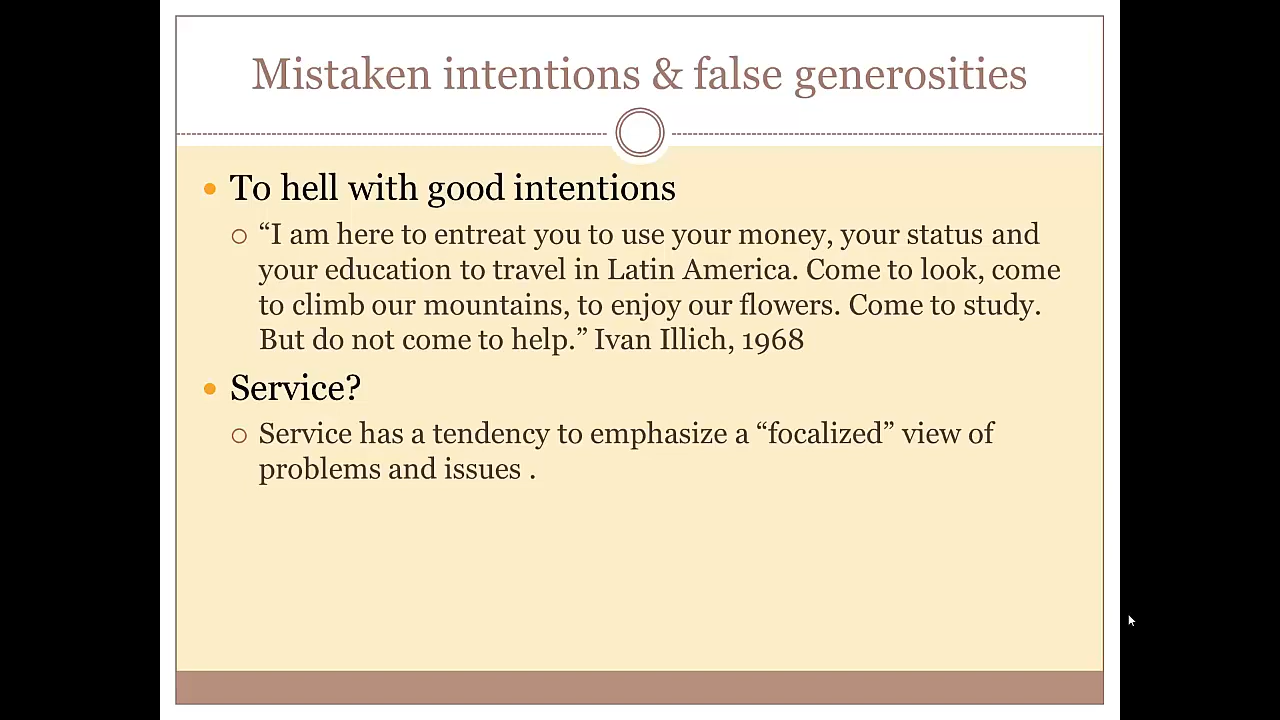 Mistaken intentions & false generosities
To hell with good intentions
“I am here to entreat you to use your money, your status and
your education to travel in Latin America. Come to look, come
to climb our mountains, to enjoy our flowers. Come to study.
But do not come to help.” Ivan Illich, 1968
Service?
Service has a tendency to emphasize a “focalized” view of
problems and issues .